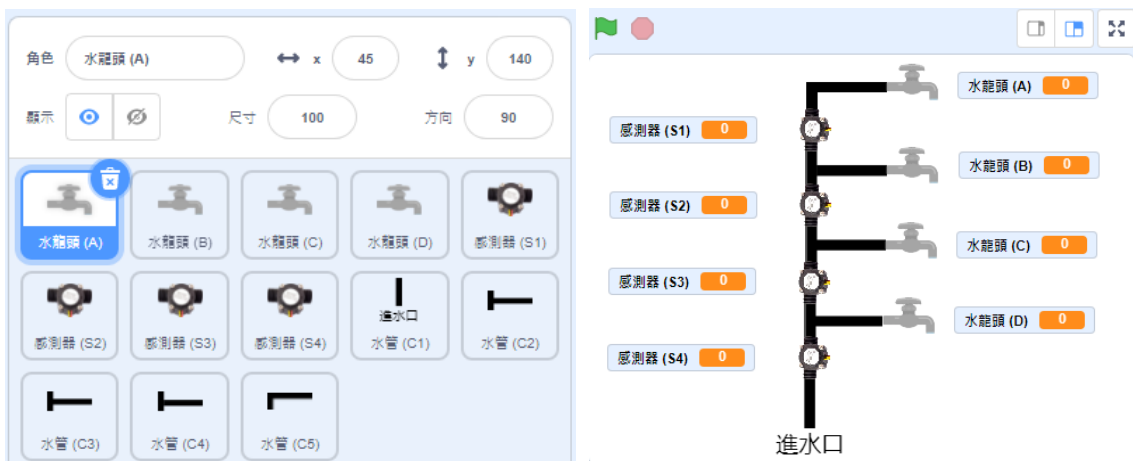 角色 水龍頭 (A) x 45 y 140
顯示 尺寸 100 方向 90
水龍頭 (A) 水龍頭 (B) 水龍頭 (C) 水龍頭 (D) 感測器 (S1)
進水口
感測器 (S2) 感測器 (S3) 感測器 (S4) 水管 (C1) 水管 (C2)
水管 (C3) 水管 (C4) 水管 (C5)
水龍頭 (A) 0
感測器 (S1) 0
水龍頭 (B) 0
感測器 (S2) 0
水龍頭 (C) 0
感測器 (S3) 0
水龍頭 (D) 0
感測器 (S4) 0
進水口